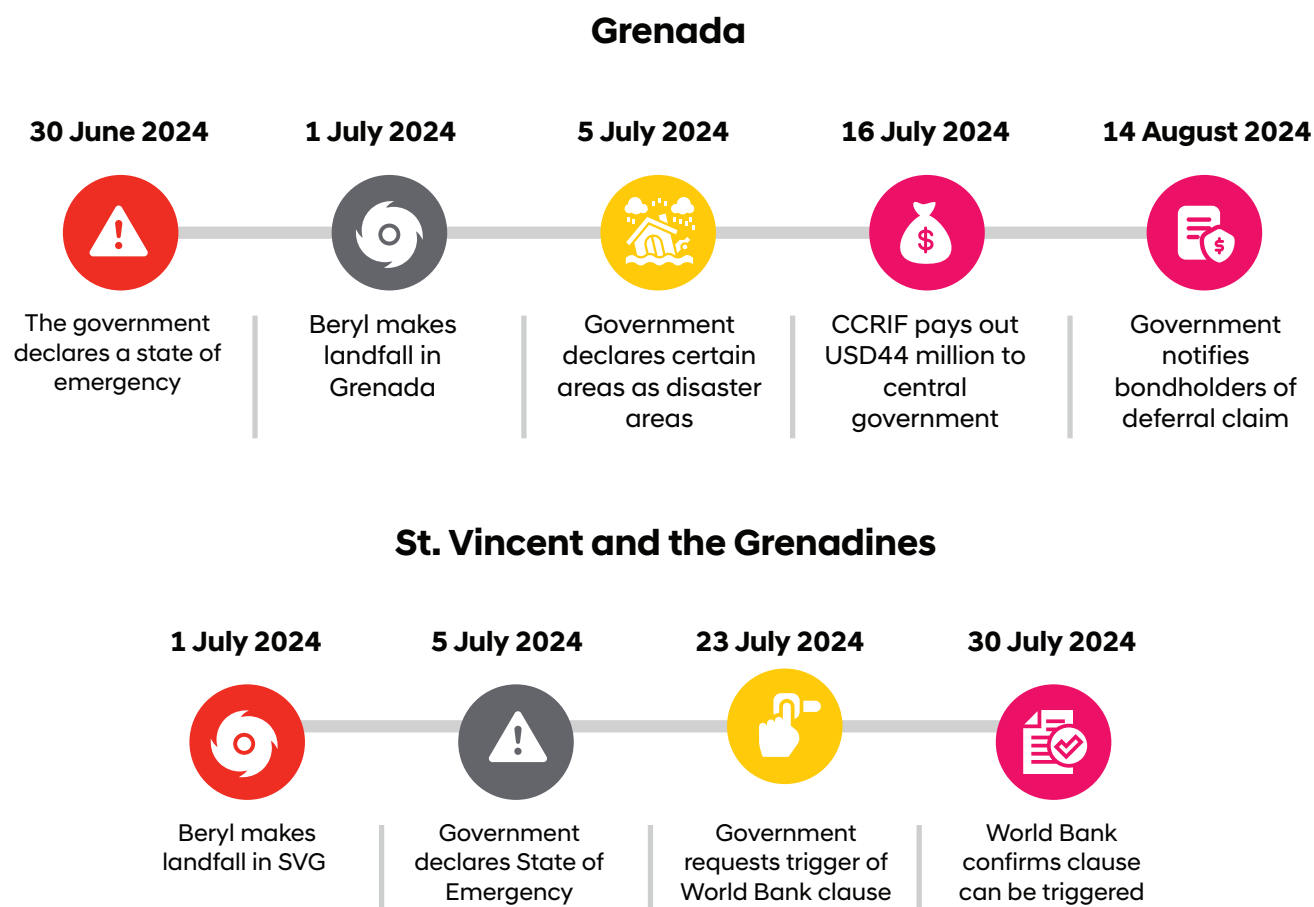 Grenada
30 June 2024
1 July 2024
5 July 2024
16 July 2024
14 August 2024
$
$
The government
declares a state of
emergency
Beryl makes
landfall in
Grenada
Government
declares certain
areas as disaster
areas
CCRIF pays out
USD44 million to
central
government
Government
notifies
bondholders of
deferral claim
St. Vincent and the Grenadines
1 July 2024
5 July 2024
23 July 2024
30 July 2024
Beryl makes
landfall in SVG
Government
declares State of
Emergency
Government
requests trigger of
World Bank clause
World Bank
confirms clause
can be triggered